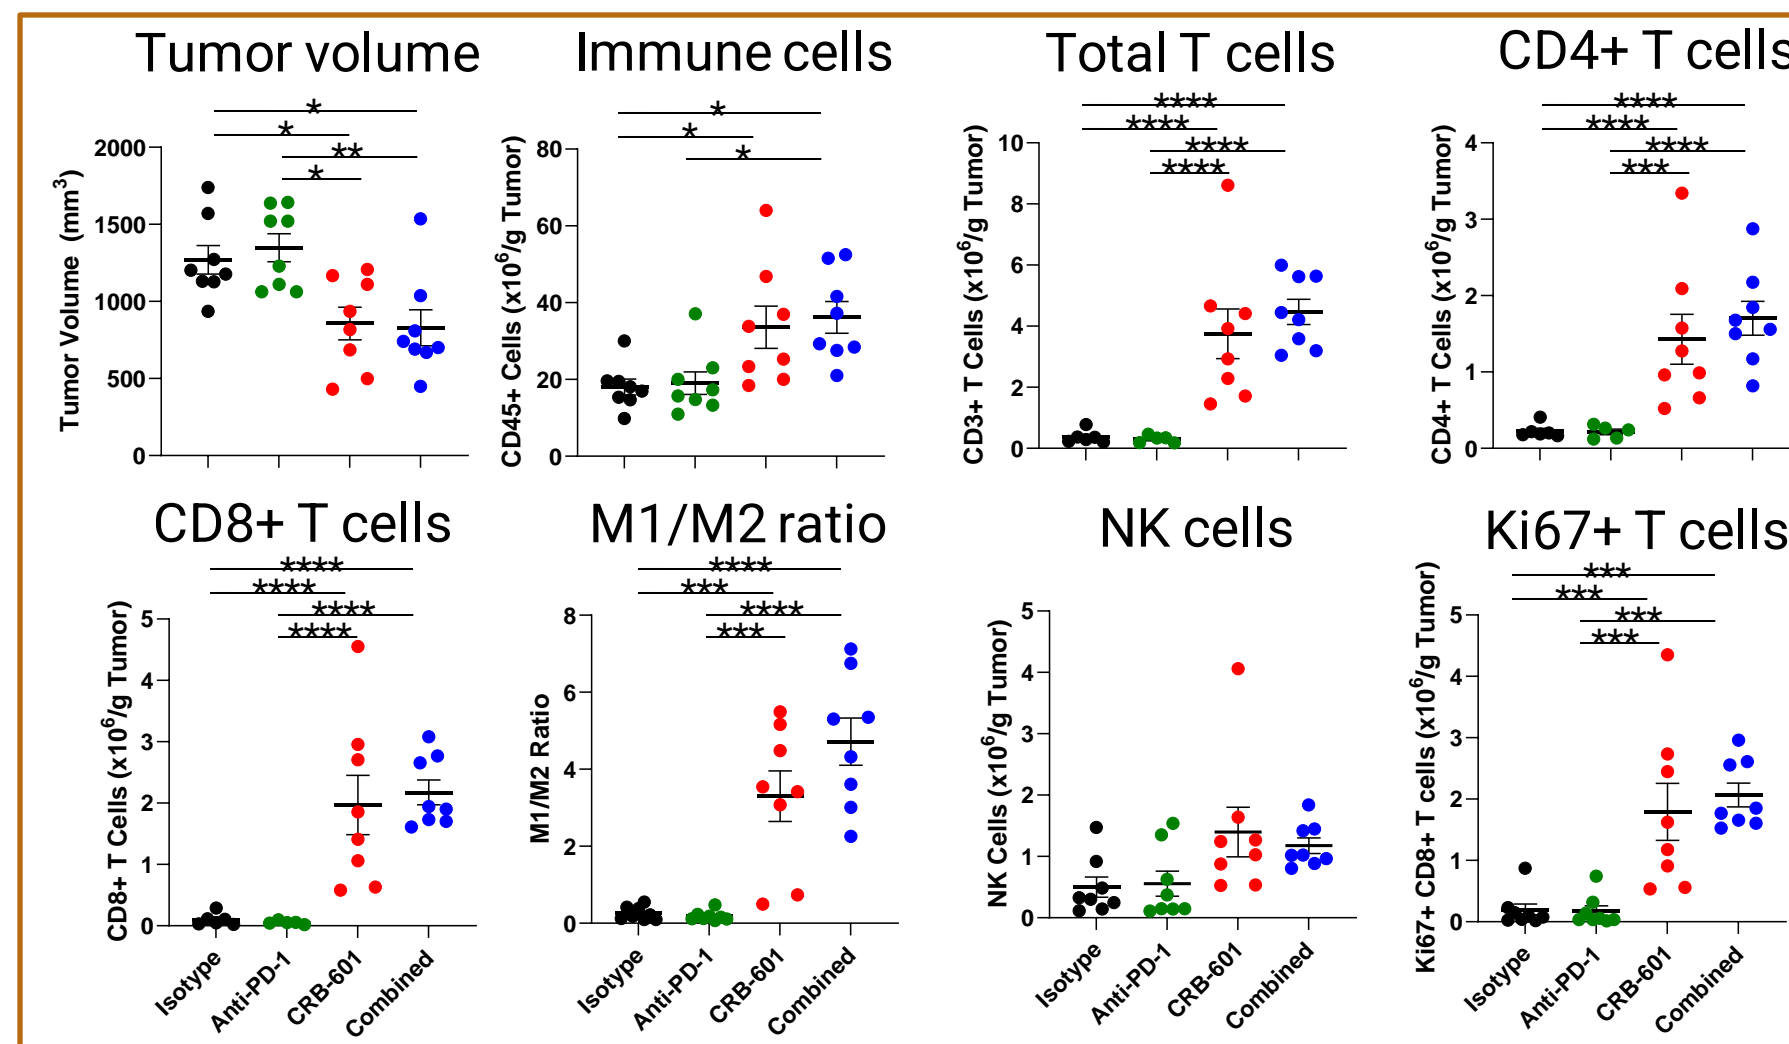 Tumor volume
Immune cells
Total T cells
CD4+ T cells
*
*
**
*
2000
1500
1000
500
0
Tumor Volume (mm³)
*
*
*
80
60
40
20
0
CD45+ Cells (x10⁶/g Tumor)
****
****
****
****
10
8
6
4
2
0
CD3+ T Cells (x10⁶/g Tumor)
****
****
****
***
4
3
2
1
0
CD4+ T Cells (x10⁶/g Tumor)
CD8+ T cells
M1/M2 ratio
NK cells
Ki67+ T cells
****
****
****
****
5
4
3
2
1
0
CD8+ T Cells (x10⁶/g Tumor)
Isotype
Anti-PD-1
CRB-601
Combined
****
***
****
***
8
6
4
2
0
M1/M2 Ratio
Isotype
Anti-PD-1
CRB-601
Combined
5
4
3
2
1
0
NK Cells (x10⁶/g Tumor)
Isotype
Anti-PD-1
CRB-601
Combined
***
***
***
***
5
4
3
2
1
0
Ki67+ CD8+ T cells (x10⁶/g Tumor)
Isotype
Anti-PD-1
CRB-601
Combined